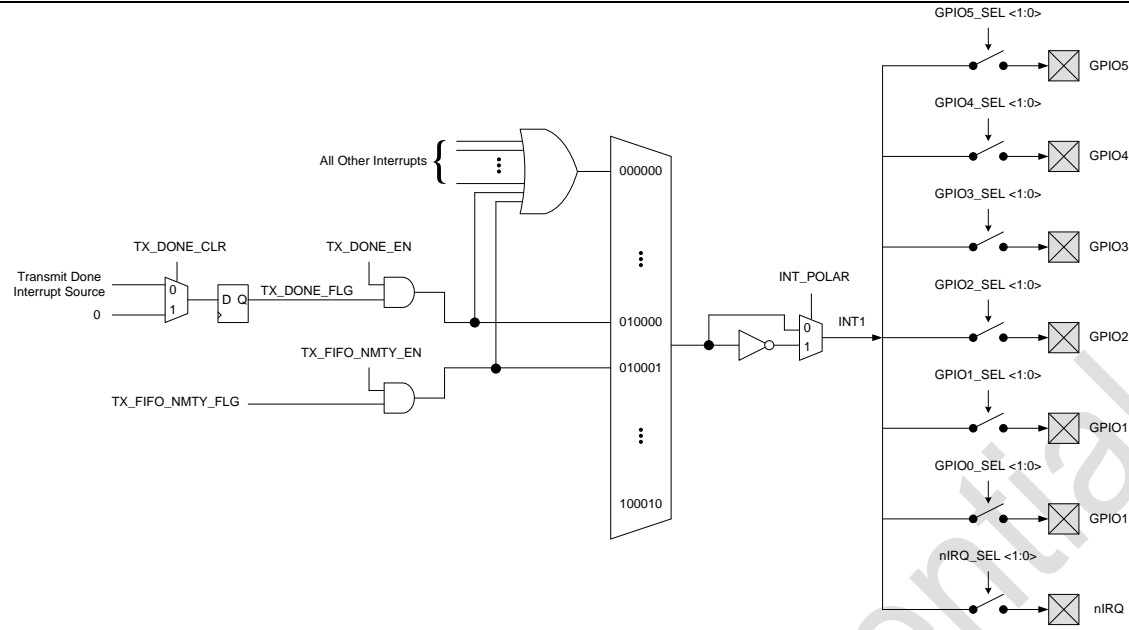 GPIO5_SEL <1:0>
GPIO5
GPIO4_SEL <1:0>
GPIO4
All Other Interrupts
000000
GPIO3_SEL <1:0>
GPIO3
TX_DONE_CLR
TX_DONE_EN
Transmit Done
Interrupt Source
0
0
1
D Q
TX_DONE_FLG
INT_POLAR
GPIO2_SEL <1:0>
010000
0
1
INT1
GPIO2
TX_FIFO_NMTY_EN
010001
GPIO1_SEL <1:0>
TX_FIFO_NMTY_FLG
GPIO1
GPIO0_SEL <1:0>
100010
GPIO1
nIRQ_SEL <1:0>
nIRQ
ntial